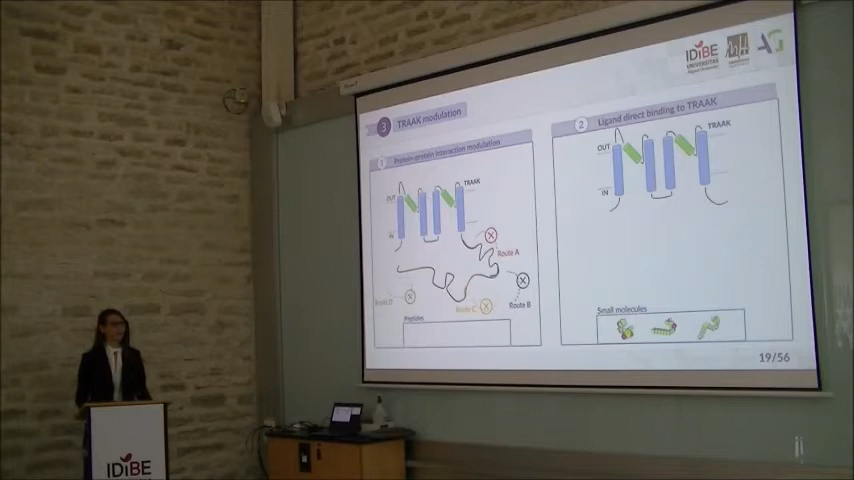 IDiBE
UNIVERSITAS
3 TRAAK modulation
1 Protein-protein interaction modulation
TRAAK
OUT
IN
Route A
Route B
Route C
Route D
Peptides
2 Ligand direct binding to TRAAK
TRAAK
OUT
IN
Small molecules
19/56
IDiBE